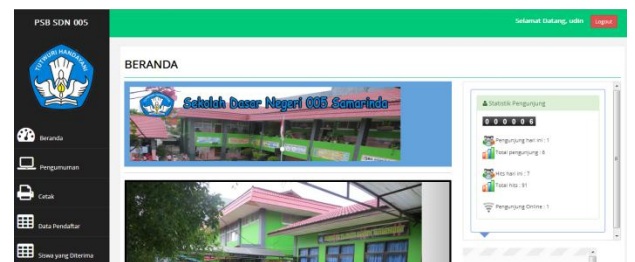 PSB SDN 005
Selamat Datang, udin
Logout
TUT WURI HANDAYANI
BERANDA
Sekolah Dasar Negeri 005 Samarinda
Beranda
Pengumuman
Cetak
Data Pendaftar
Siswa yang Diterima
Statistik Pengunjung
0 0 0 0 0 6
Pengunjung hari ini : 1
Total pengunjung : 6
Hits hari ini : 7
Total Hits : 91
Pengunjung Online : 1